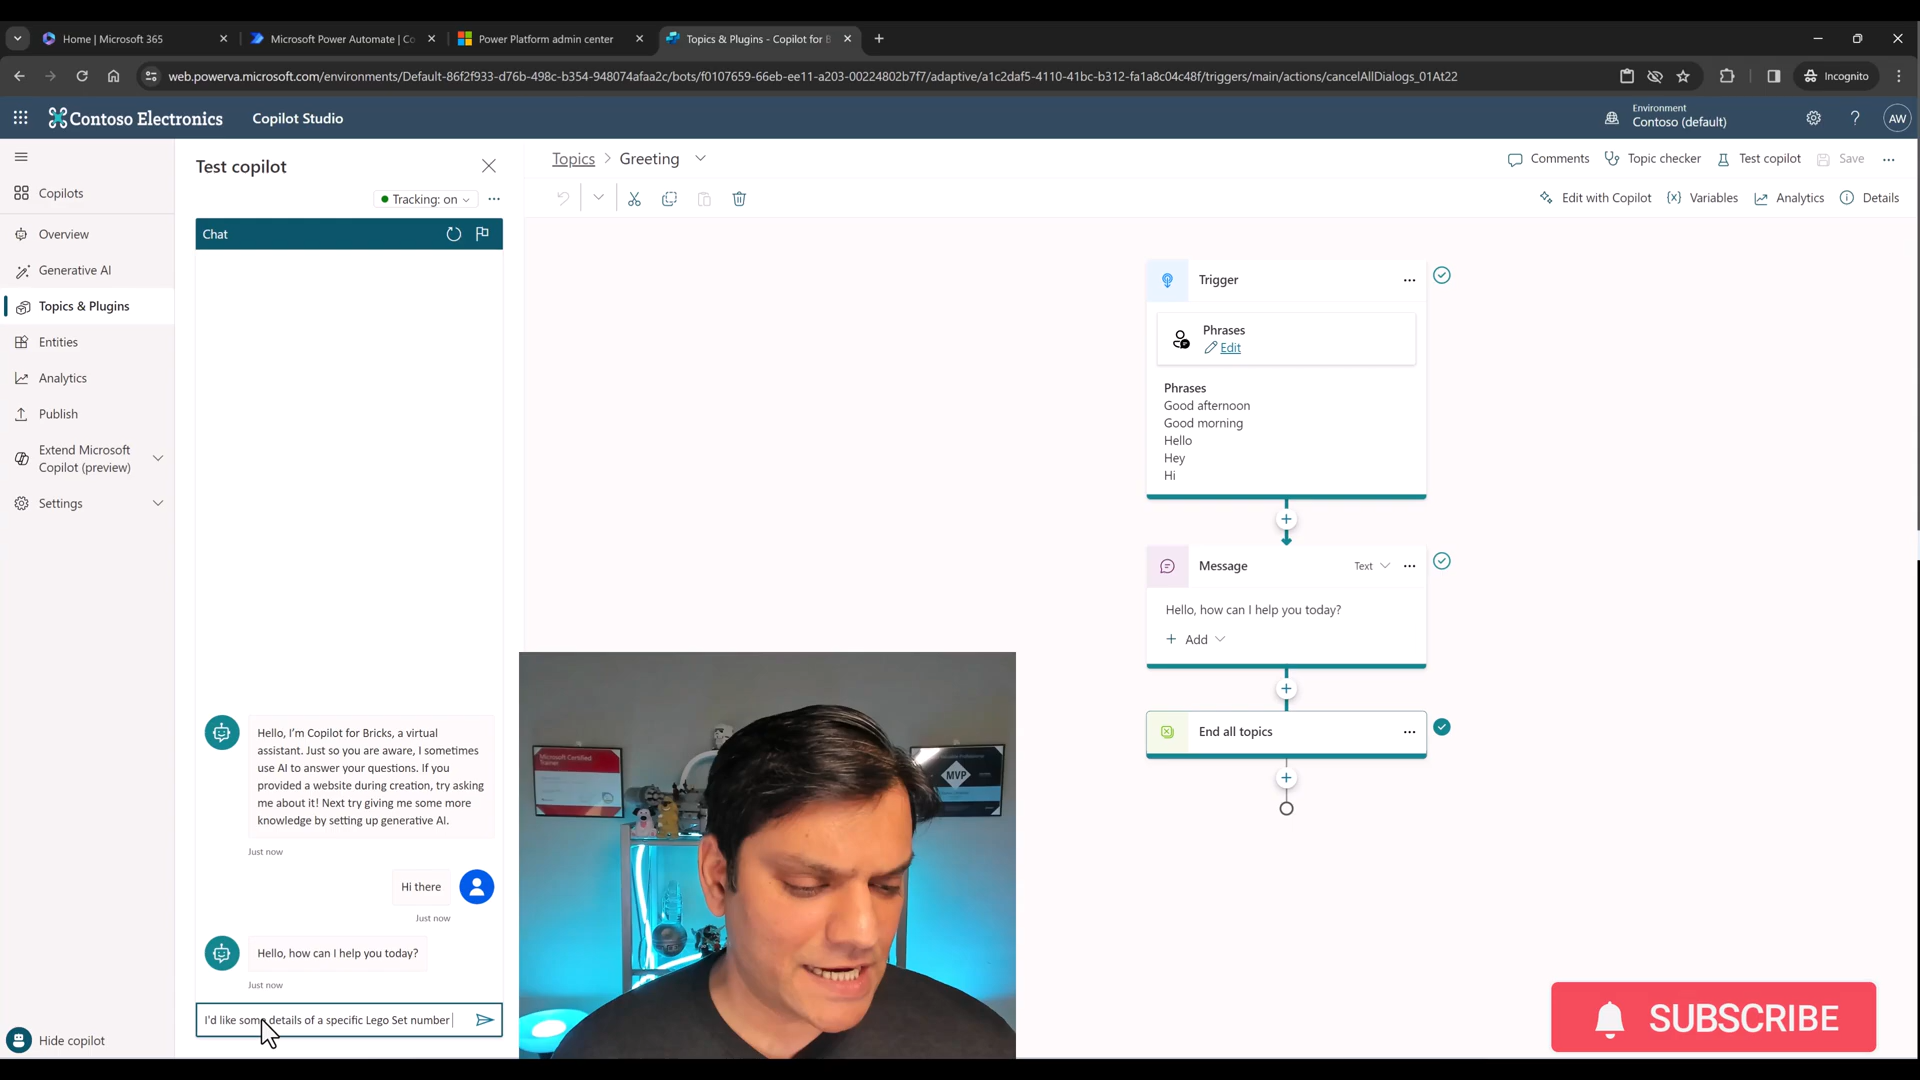 Home | Microsoft 365
Microsoft Power Automate | Co
Power Platform admin center
Topics & Plugins - Copilot for B
web.powerva.microsoft.com/environments/Default-86f2f933-d76b-498c-b354-948074afaa2c/bots/f0107659-66eb-ee11-a203-00224802b7f7/adaptive/a1c2daf5-4110-41bc-b312-fa1a8c04c48f/triggers/main/actions/cancelAllDialogs_01At22
Incognito
Contoso Electronics
Copilot Studio
Environment
Contoso (default)
AW
Copilots
Overview
Generative AI
Topics & Plugins
Entities
Analytics
Publish
Extend Microsoft
Copilot (preview)
Settings
Hide copilot
Test copilot
Tracking: on
Chat
Hello, I'm Copilot for Bricks, a virtual
assistant. Just so you are aware, I sometimes
use AI to answer your questions. If you
provided a website during creation, try asking
me about it! Next try giving me some more
knowledge by setting up generative AI.
Just now
Hi there
Just now
Hello, how can I help you today?
Just now
I'd like some details of a specific Lego Set number
Topics > Greeting
Comments
Topic checker
Test copilot
Save
Edit with Copilot
{x} Variables
Analytics
Details
Trigger
Phrases
Edit
Phrases
Good afternoon
Good morning
Hello
Hey
Hi
Message
Text
Hello, how can I help you today?
Add
End all topics
Microsoft Certified
Trainer
MVP
SUBSCRIBE